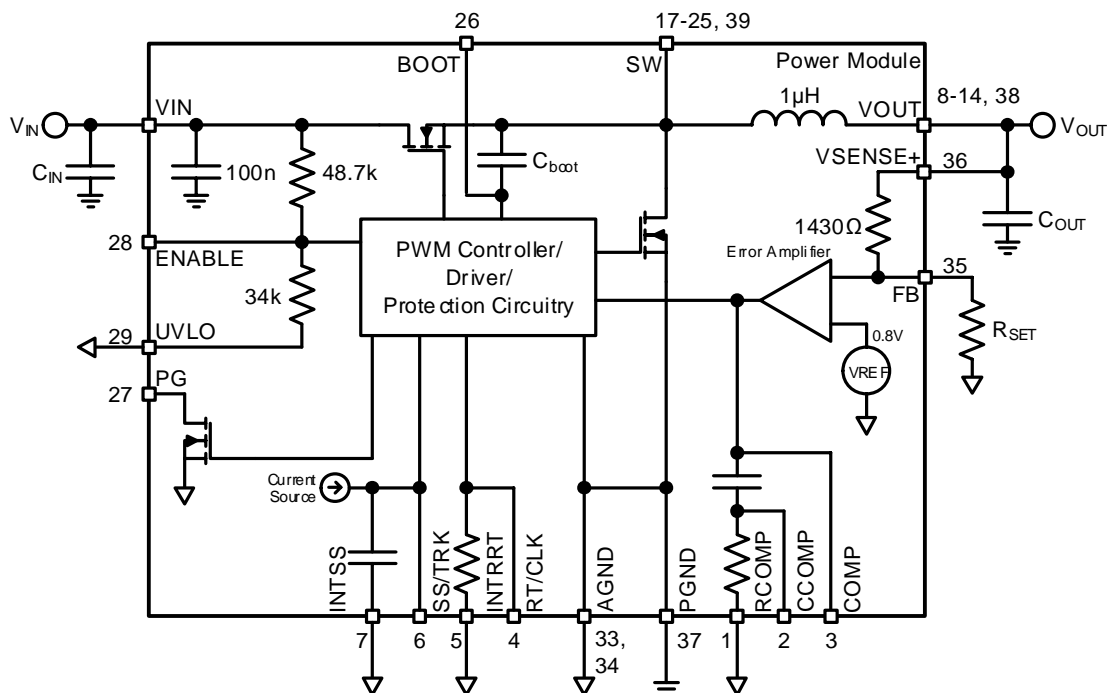 26
17-25, 39
BOOT
SW
Power Module
VIN
1µH
VOUT
8-14, 38
VIN
VOUT
VSENSE+
36
CIN
100n
48.7k
Cboot
1430Ω
COUT
28
ENABLE
PWM Controller/
Driver/
Protection Circuitry
Error Amplifier
35
FB
34k
RSET
29
UVLO
0.8V
VREF
27
PG
Current
Source
INTSS
SS/TRK
INTRRT
RT/CLK
AGND
PGND
RCOMP
CCOMP
COMP
7
6
5
4
33,
34
37
1
2
3